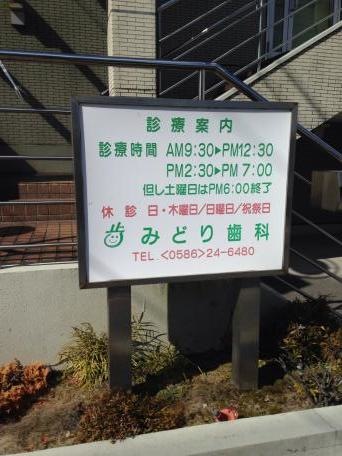 診療案内
診療時間 AM9:30▶PM12:30
PM2:30▶PM 7:00
但し土曜日はPM6:00終了
休診 日・木曜日/日曜日/祝祭日
歩 みどり歯科
TEL.<0586>24-6480